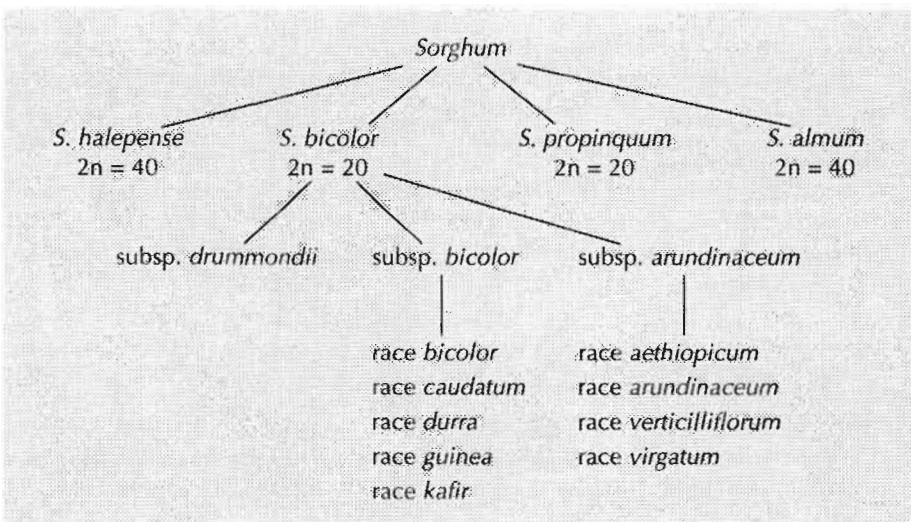 Sorghum
S. halepense S. bicolor S. propinquum S. almum
2n = 40 2n = 20 2n = 20 2n = 40
subsp. drummondii subsp. bicolor subsp. arundinaceum
race bicolor race aethiopicum
race caudatum race arundinaceum
race durra race verticilliflorum
race guinea race virgatum
race kafir